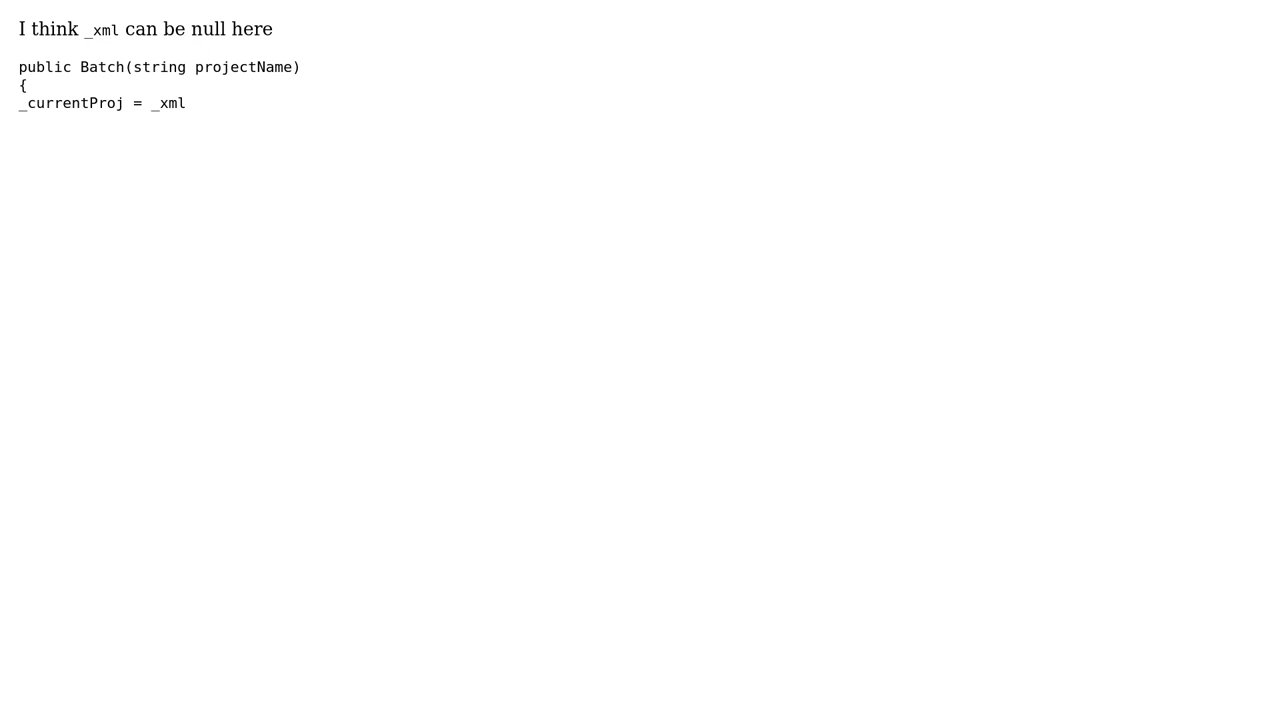 I think _xml can be null here
public Batch(string projectName)
{
_currentProj = _xml